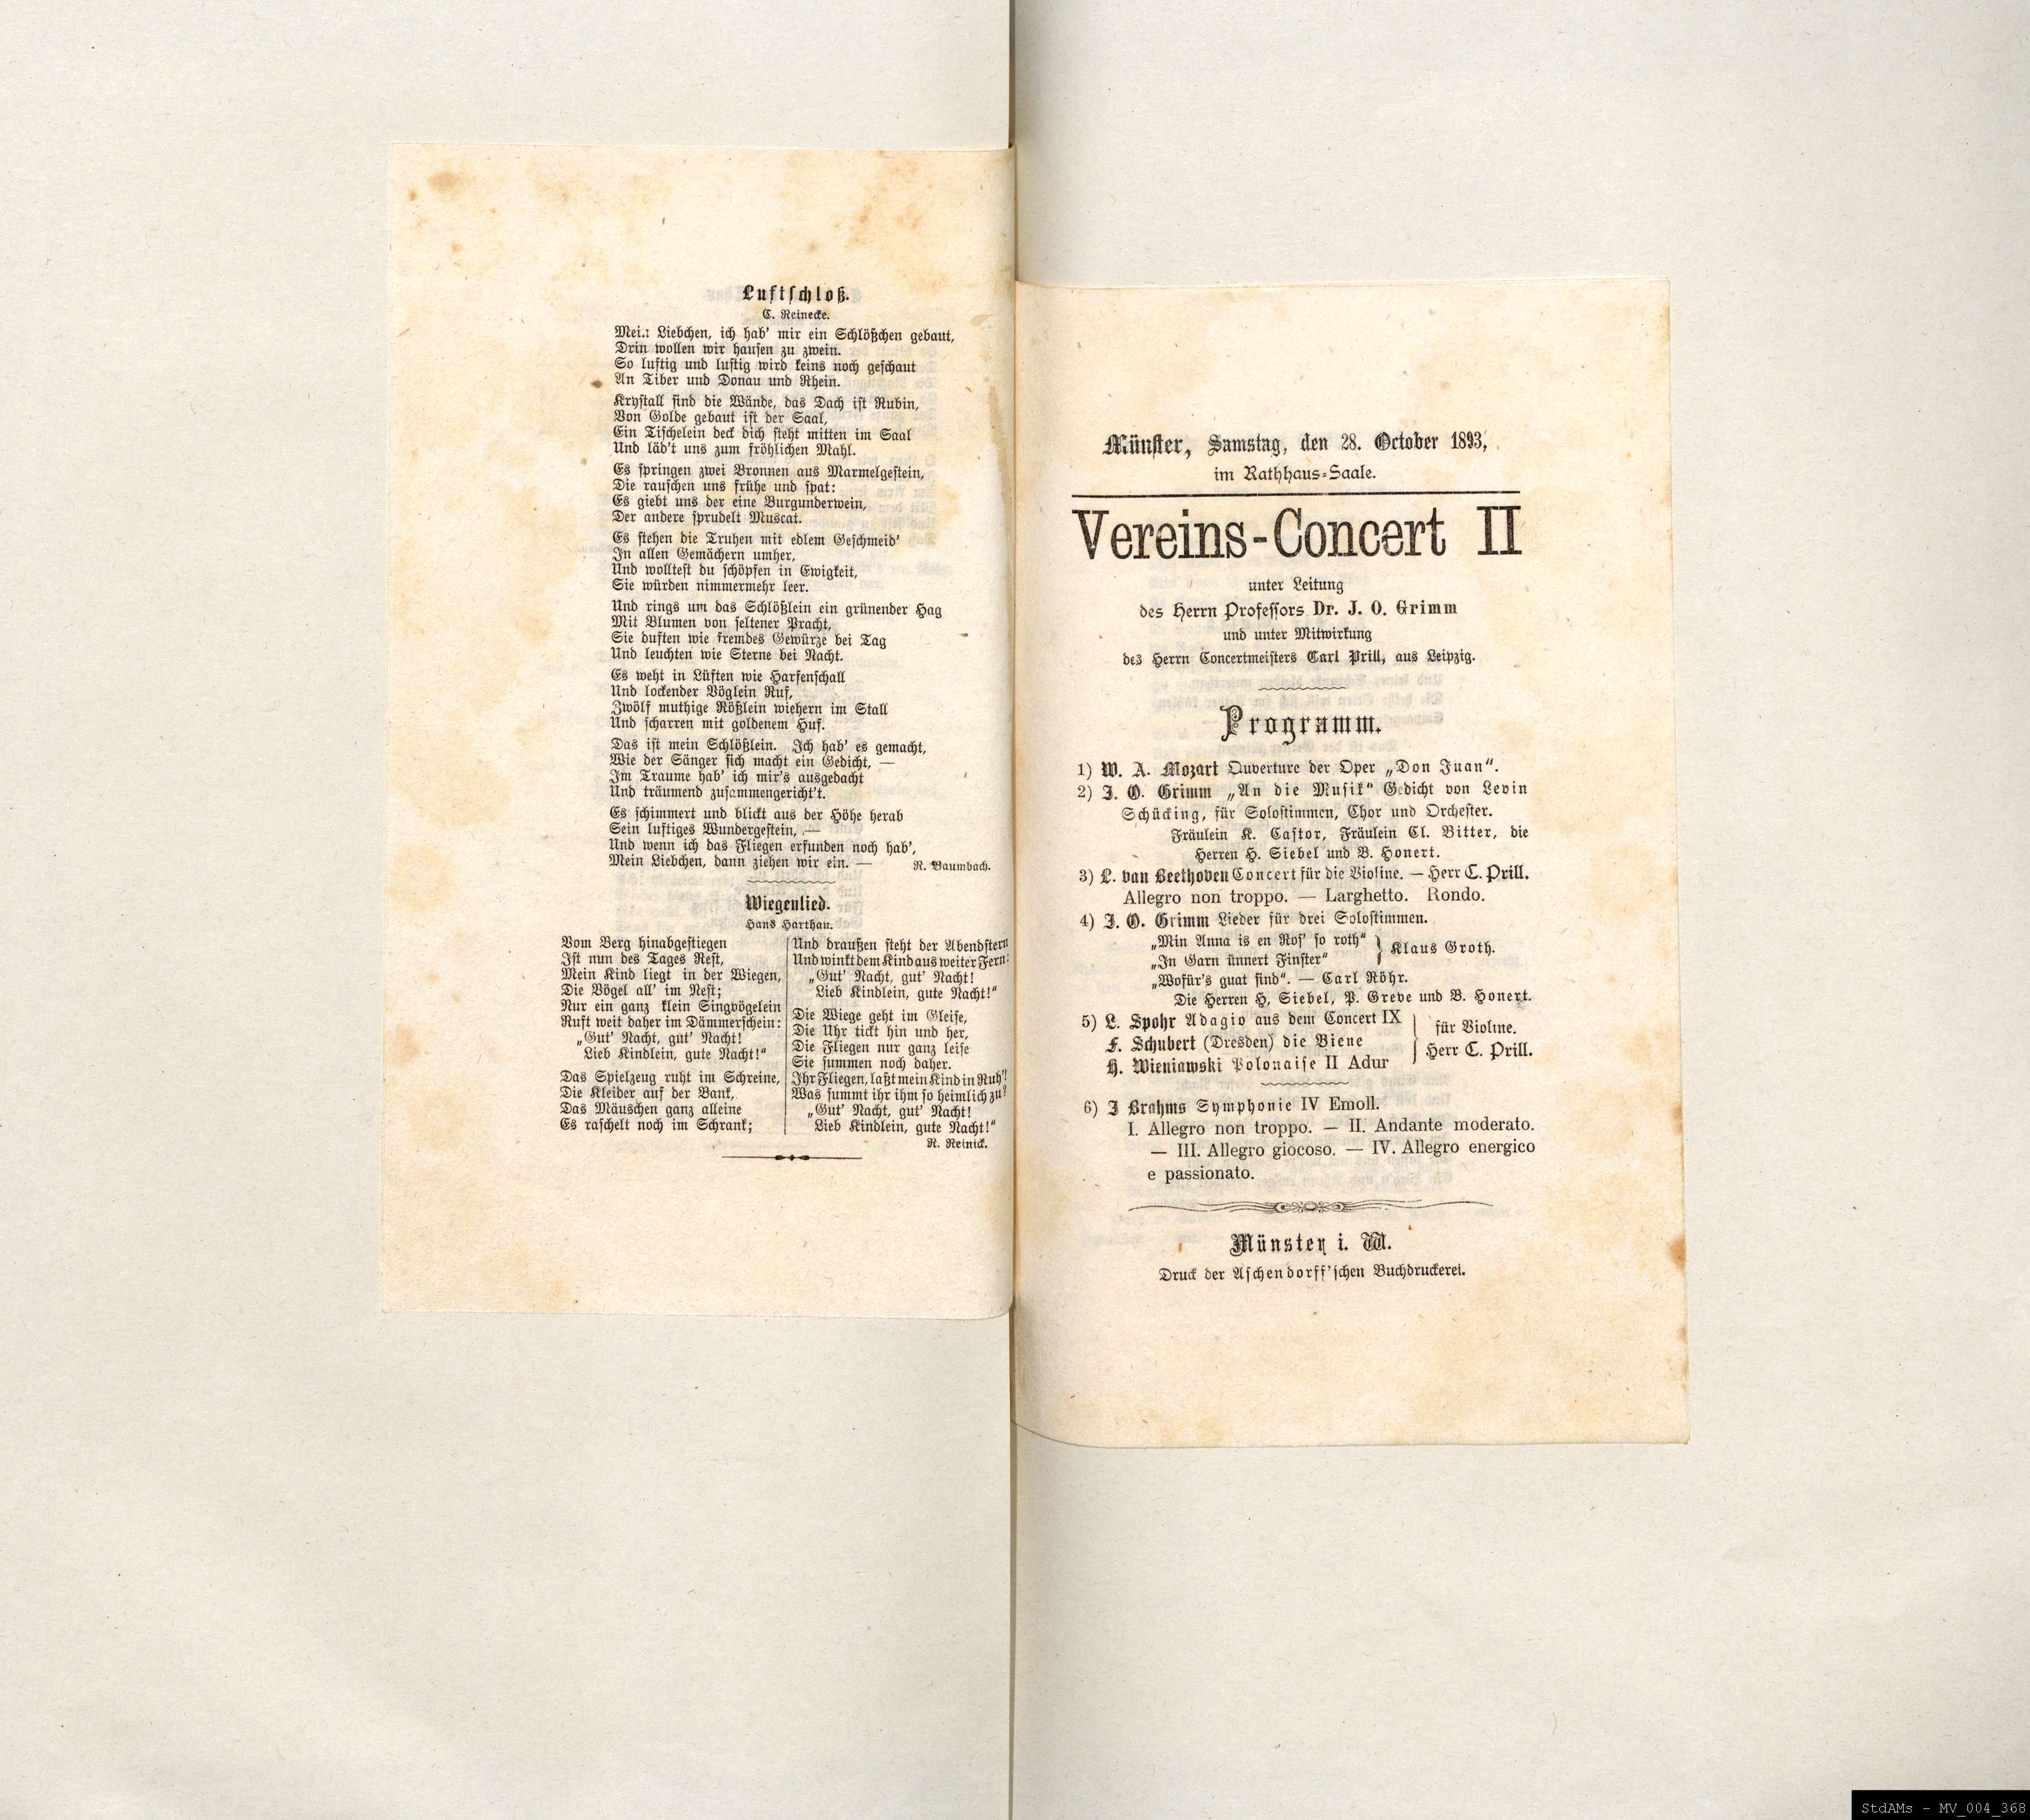 Luftschloß.
C. Reinecke.
Mei.: Liebchen, ich hab' mir ein Schlößchen gebaut,
Drin wollen wir hausen zu zwein.
So luftig und lustig wird keins noch geschaut
An Tiber und Donau und Rhein.
Krystall sind die Wände, das Dach ist Rubin,
Von Golde gebaut ist der Saal,
Ein Tischelein deck dich steht mitten im Saal
Und läd't uns zum fröhlichen Mahl.
Es springen zwei Bronnen aus Marmelgestein,
Die rauschen uns frühe und spat:
Es giebt uns der eine Burgunderwein,
Der andere sprudelt Muscat.
Es stehen die Truhen mit edlem Geschmeid'
In allen Gemächern umher,
Und wolltest du schöpfen in Ewigkeit,
Sie würden nimmermehr leer.
Und rings um das Schlößlein ein grünender Hag
Mit Blumen von seltener Pracht,
Sie duften wie fremdes Gewürze bei Tag
Und leuchten wie Sterne bei Nacht.
Es weht in Lüften wie Harfenschall
Und lockender Vöglein Ruf,
Zwölf muthige Rößlein wiehern im Stall
Und scharren mit goldenem Huf.
Das ist mein Schlößlein. Ich hab' es gemacht,
Wie der Sänger sich macht ein Gedicht, —
Im Traume hab' ich mir's ausgedacht
Und träumend zusammengericht't.
Es schimmert und blickt aus der Höhe herab
Sein luftiges Wundergestein, —
Und wenn ich das Fliegen erfunden noch hab',
Mein Liebchen, dann ziehen wir ein. — R. Baumbach.
Wiegenlied.
Hans Harthan.
Vom Berg hinabgestiegen
Ist nun des Tages Rest,
Mein Kind liegt in der Wiegen,
Die Vögel all' im Nest;
Nur ein ganz klein Singvögelein
Ruft weit daher im Dämmerschein:
„Gut' Nacht, gut' Nacht!
Lieb Kindlein, gute Nacht!"
Das Spielzeug ruht im Schreine,
Die Kleider auf der Bank,
Das Mäuschen ganz alleine
Es raschelt noch im Schrank;
Und draußen steht der Abendstern
Und winkt dem Kind aus weiter Fern:
„Gut' Nacht, gut' Nacht!
Lieb Kindlein, gute Nacht!"
Die Wiege geht im Gleise,
Die Uhr tickt hin und her,
Die Fliegen nur ganz leise
Sie summen noch daher.
Ihr Fliegen, laßt mein Kind in Ruh'!
Was summt ihr ihm so heimlich zu?
„Gut' Nacht, gut' Nacht!
Lieb Kindlein, gute Nacht!"
R. Reinick.
Münster, Samstag, den 28. October 1893,
im Rathhaus-Saale.
Vereins-Concert II
unter Leitung
des Herrn Professors Dr. J. O. Grimm
und unter Mitwirkung
des Herrn Concertmeisters Carl Prill, aus Leipzig.
Programm.
1) W. A. Mozart Ouverture der Oper „Don Juan".
2) J. O. Grimm „An die Musik" Gedicht von Levin
Schücking, für Solostimmen, Chor und Orchester.
Fräulein K. Castor, Fräulein Cl. Bitter, die
Herren H. Siebel und B. Honert.
3) L. van Beethoven Concert für die Violine. — Herr C. Prill.
Allegro non troppo. — Larghetto. Rondo.
4) J. O. Grimm Lieder für drei Solostimmen.
„Min Anna is en Ros' so roth"
„In Garn ünnert Finster" } Klaus Groth.
„Wofür's guat sind". — Carl Röhr.
Die Herren H. Siebel, P. Greve und B. Honert.
5) L. Spohr Adagio aus dem Concert IX
F. Schubert (Dresden) die Biene
H. Wieniawski Polonaise II Adur
für Violine.
Herr C. Prill.
6) J Brahms Symphonie IV Emoll.
I. Allegro non troppo. — II. Andante moderato.
— III. Allegro giocoso. — IV. Allegro energico
e passionato.
Münster i. W.
Druck der Aschendorff'schen Buchdruckerei.
StdAMs - MV_004_368